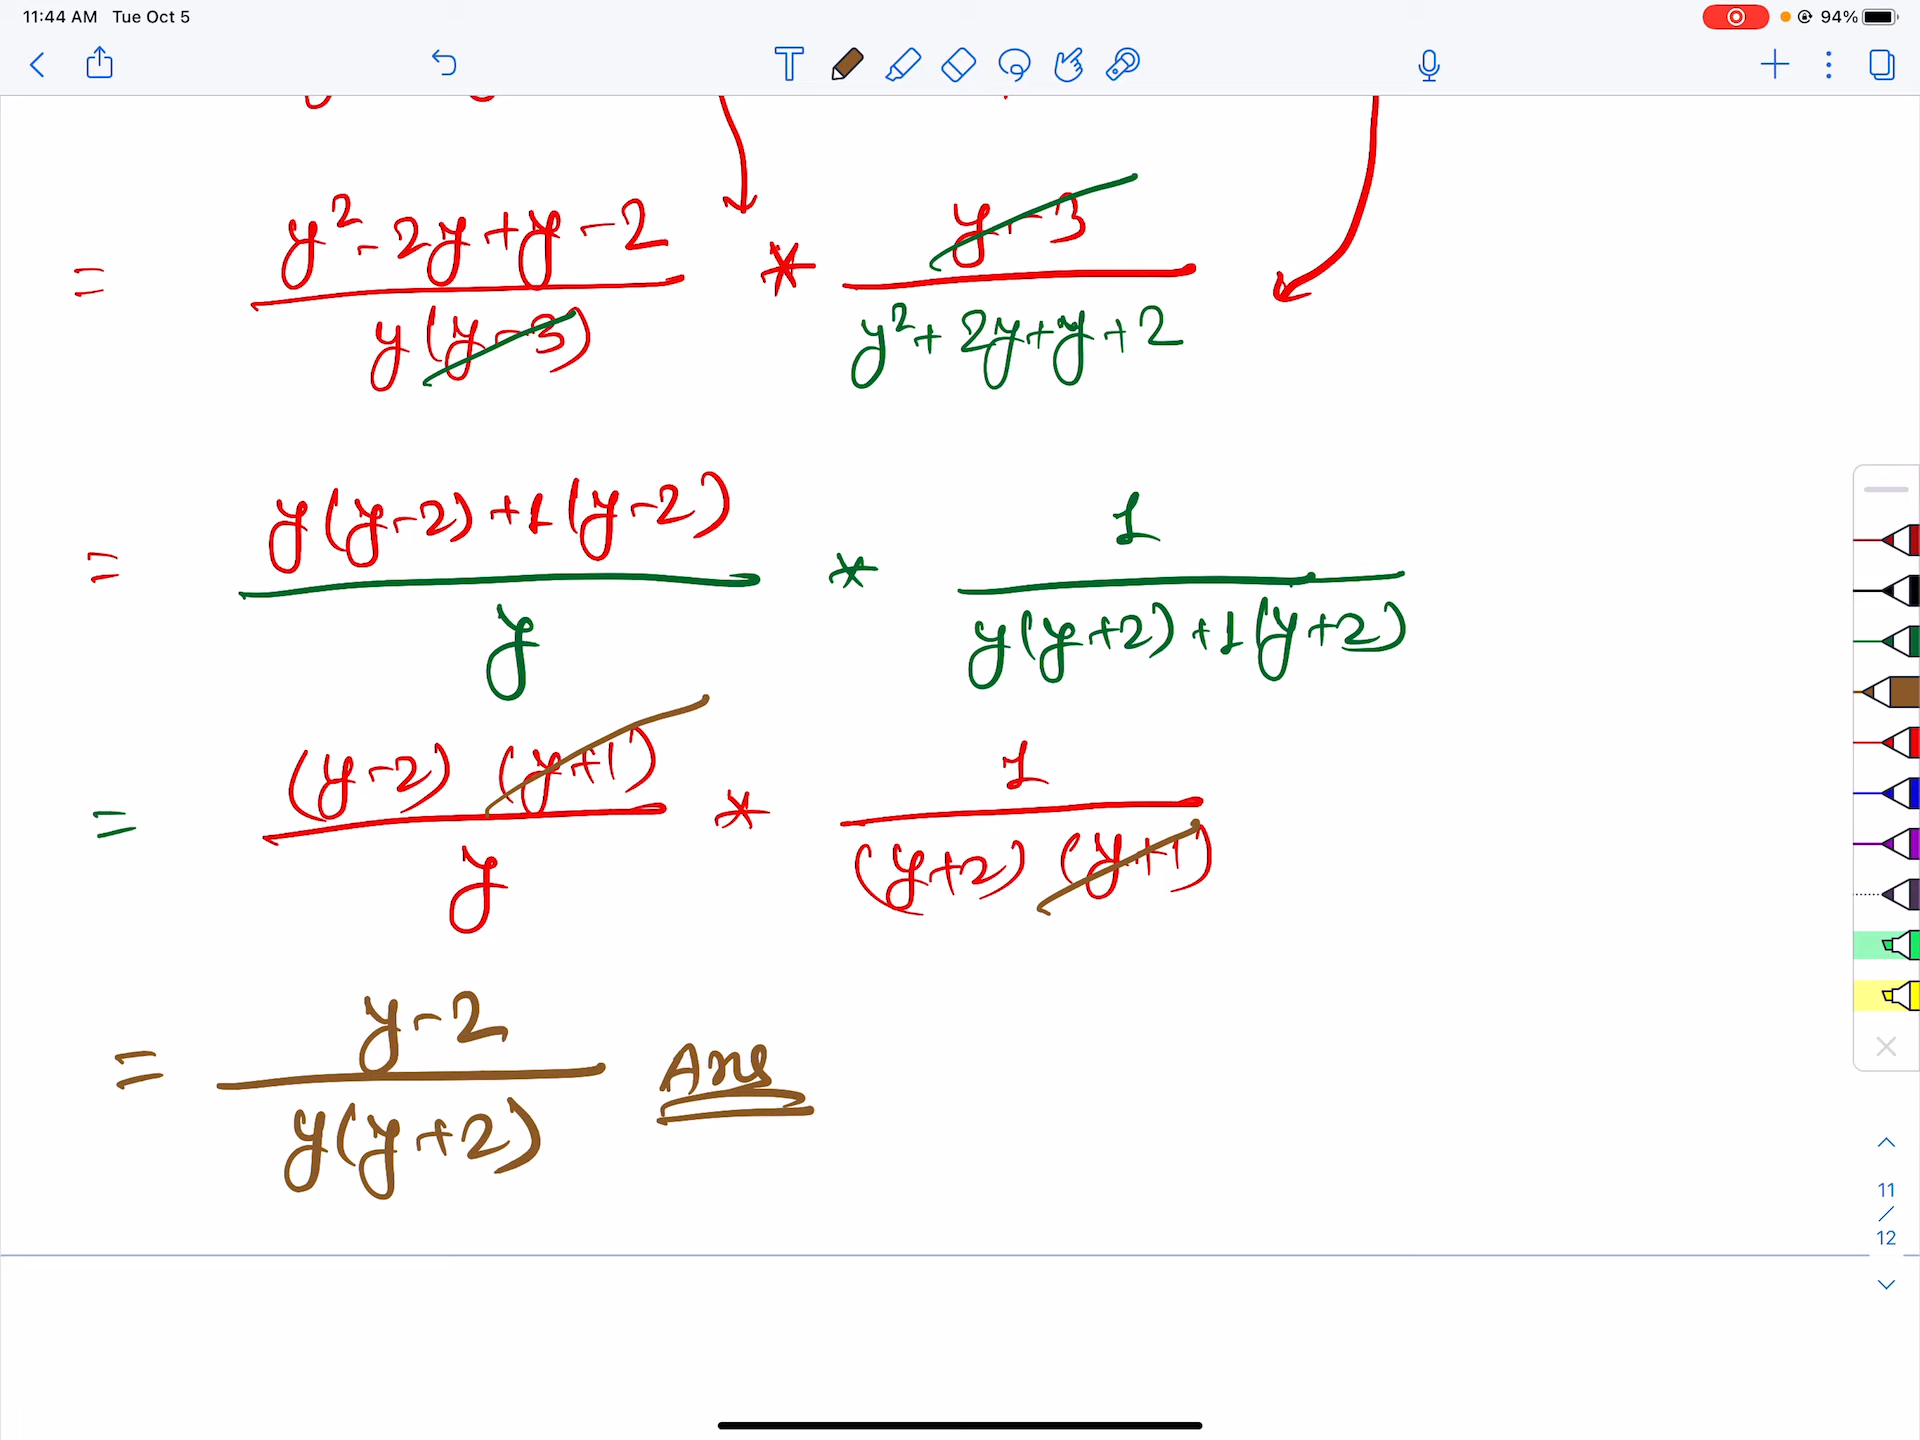 11:44 AM Tue Oct 5 94%
= y² - 2y + y - 2 / y(y-3) * y-3 / y² + 2y + y + 2
= y(y-2) + 1(y-2) / y * 1 / y(y+2) + 1(y+2)
= (y-2) (y+1) / y * 1 / (y+2) (y+1)
= y-2 / y(y+2) Ans
11
/
12